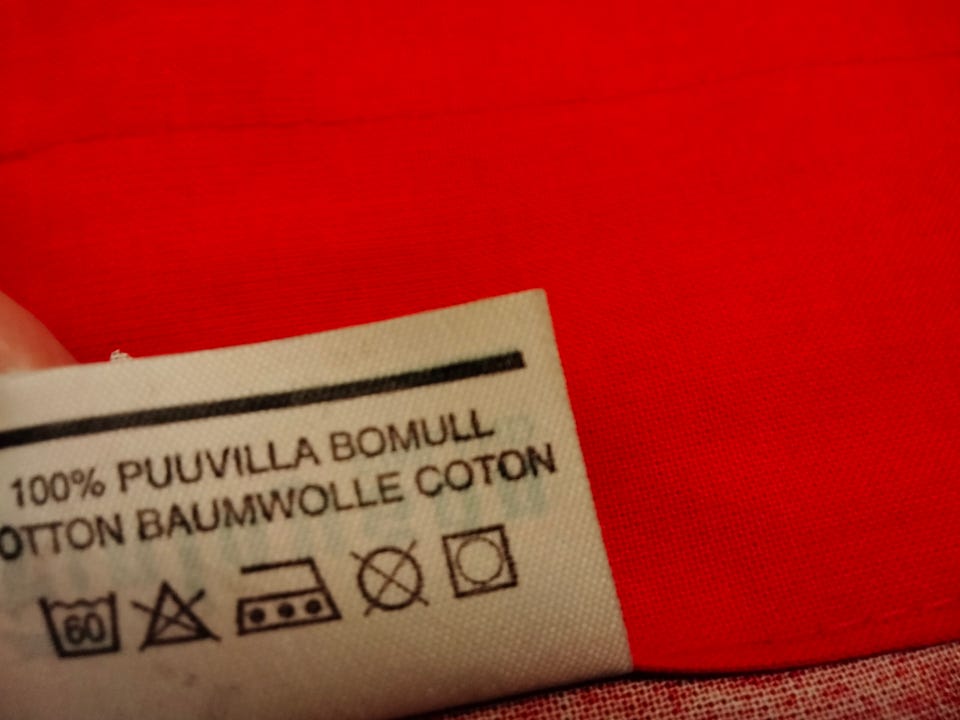 100% PUUVILLA BOMULL
OTTON BAUMWOLLE COTON
60